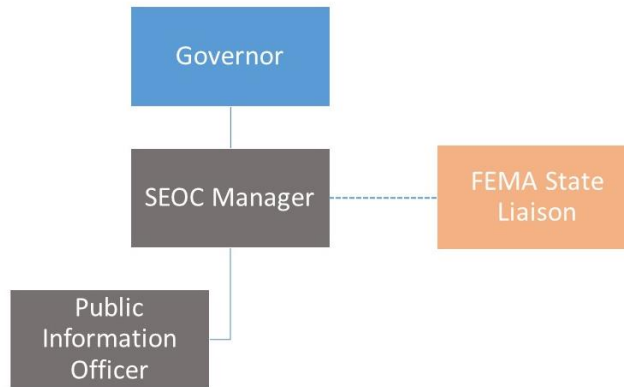 Governor
SEOC Manager
FEMA State
Liaison
Public
Information
Officer